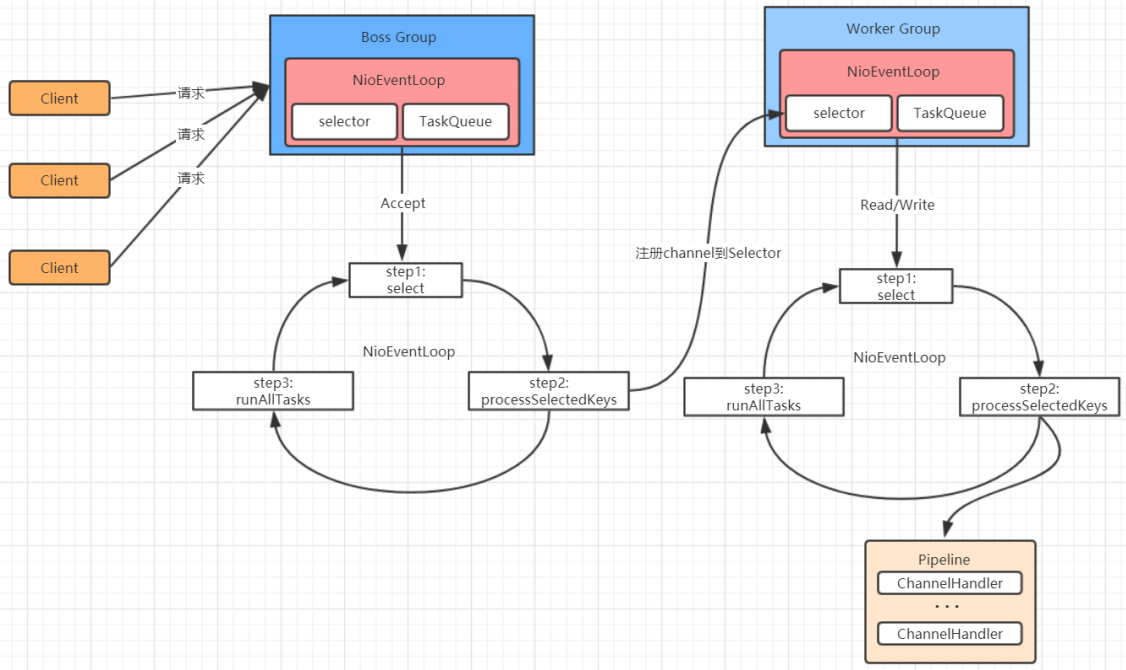 Boss Group
NioEventLoop
selector
TaskQueue
Worker Group
NioEventLoop
selector
TaskQueue
Client
请求
Client
请求
Client
请求
Accept
step1:
select
NioEventLoop
step2:
processSelectedKeys
step3:
runAllTasks
注册channel到Selector
Read/Write
step1:
select
NioEventLoop
step2:
processSelectedKeys
step3:
runAllTasks
Pipeline
ChannelHandler
...
ChannelHandler